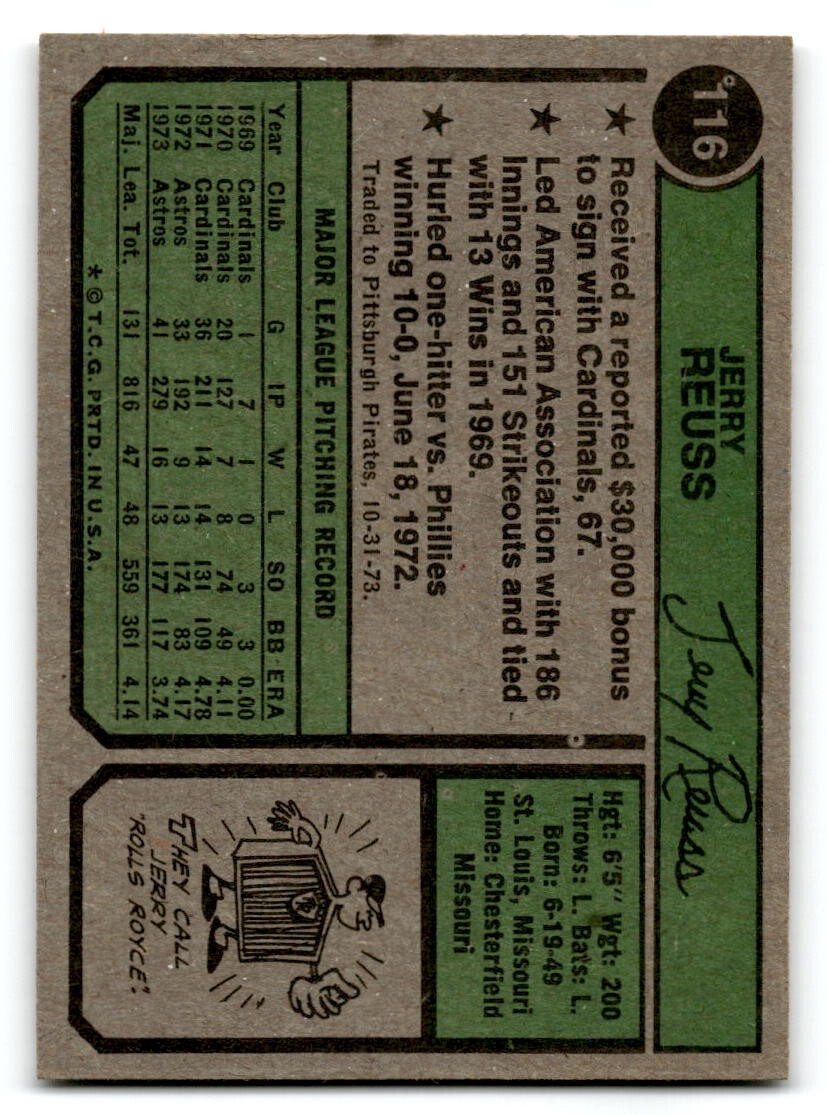 116
JERRY
REUSS
Jerry Reuss
★ Received a reported $30,000 bonus
to sign with Cardinals, 67.
★ Led American Association with 186
Innings and 151 Strikeouts and tied
with 13 Wins in 1969.
★ Hurled one-hitter vs. Phillies
winning 10-0, June 18, 1972.
Traded to Pittsburgh Pirates, 10-31-73.
MAJOR LEAGUE PITCHING RECORD
Year Club G IP W L SO BB ERA
1969 Cardinals 1 7 1 0 3 3 0.00
1970 Cardinals 20 127 7 8 74 49 4.11
1971 Cardinals 36 211 14 14 131 109 4.78
1972 Astros 33 192 9 13 174 83 4.17
1973 Astros 41 279 16 13 177 117 3.74
Maj. Lea. Tot. 131 816 47 48 559 361 4.14
* © T.C.G. PRTD. IN U.S.A.
Hgt: 6'5" Wgt: 200
Throws: L. Bats: L.
Born: 6-19-49
St. Louis, Missouri
Home: Chesterfield
Missouri
THEY CALL
JERRY
'ROLLS ROYCE'.